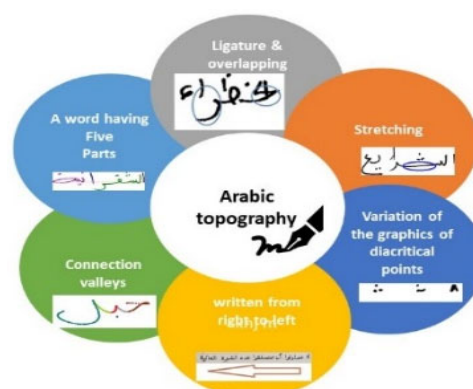 Ligature &
overlapping
A word having
Five
Parts
Stretching
الشرايع
Arabic
topography
Variation of
the graphics of
diacritical
points
Connection
valleys
written from
right to left